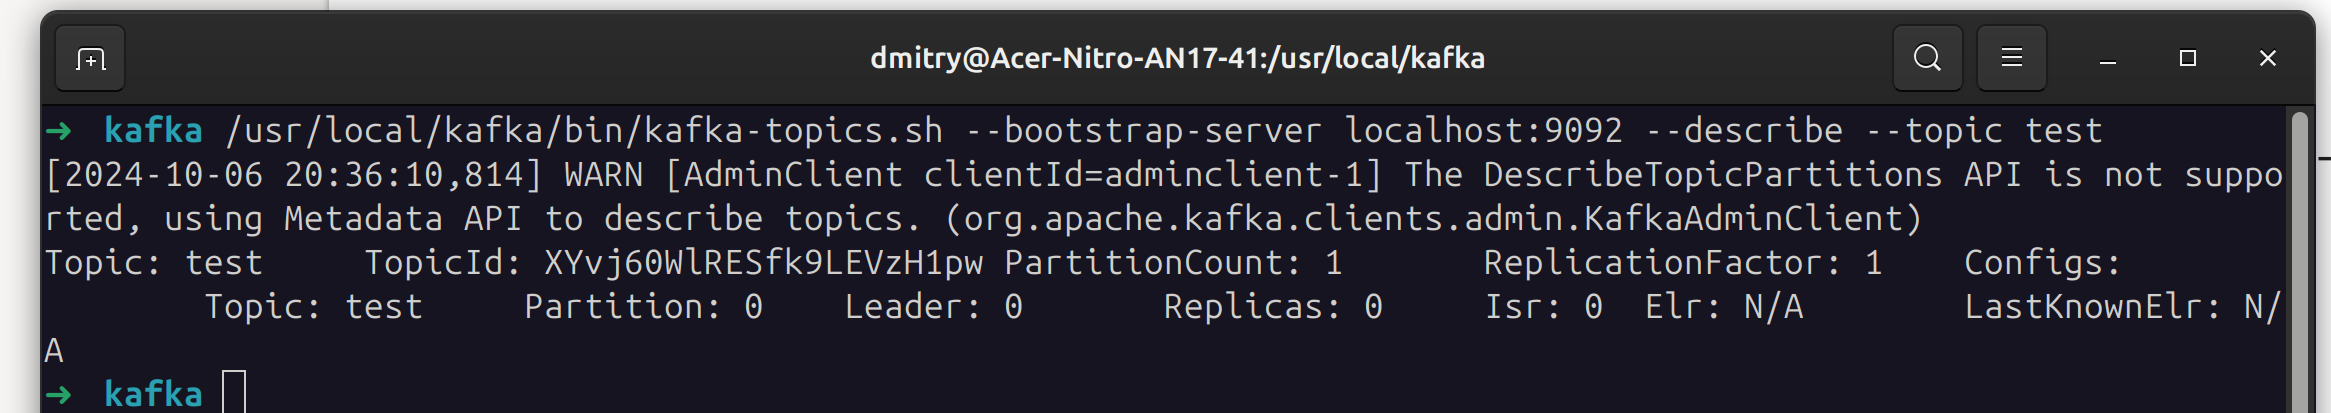 dmitry@Acer-Nitro-AN17-41:/usr/local/kafka
➜ kafka /usr/local/kafka/bin/kafka-topics.sh --bootstrap-server localhost:9092 --describe --topic test
[2024-10-06 20:36:10,814] WARN [AdminClient clientId=adminclient-1] The DescribeTopicPartitions API is not suppo
rted, using Metadata API to describe topics. (org.apache.kafka.clients.admin.KafkaAdminClient)
Topic: test TopicId: XYvj60WlRESfk9LEVzH1pw PartitionCount: 1 ReplicationFactor: 1 Configs:
Topic: test Partition: 0 Leader: 0 Replicas: 0 Isr: 0 Elr: N/A LastKnownElr: N/
A
➜ kafka